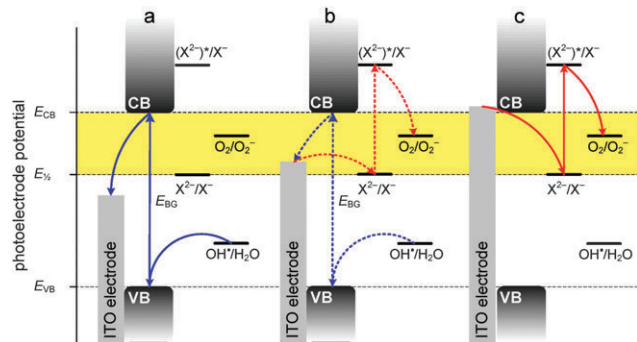 a
b
c
(X²⁻)*/X⁻
(X²⁻)*/X⁻
(X²⁻)*/X⁻
CB
CB
CB
E_CB
O₂/O₂⁻
O₂/O₂⁻
O₂/O₂⁻
E_½
X²⁻/X⁻
X²⁻/X⁻
X²⁻/X⁻
E_BG
E_BG
OH•/H₂O
OH•/H₂O
OH•/H₂O
E_VB
VB
VB
VB
photoelectrode potential
ITO electrode
ITO electrode
ITO electrode